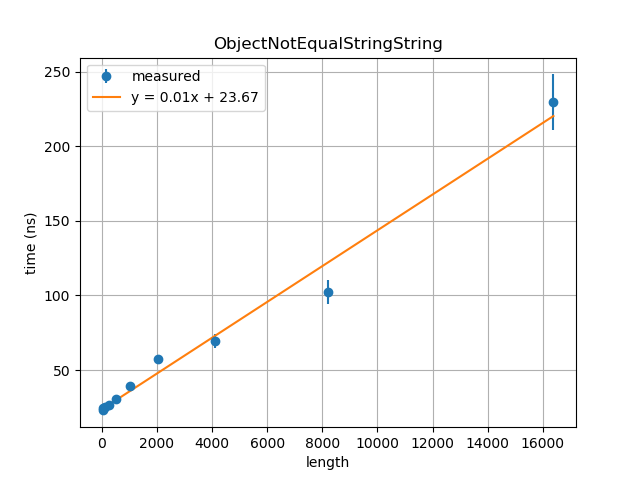 ObjectNotEqualStringString
measured
y = 0.01x + 23.67
250
200
150
100
50
time (ns)
0 2000 4000 6000 8000 10000 12000 14000 16000
length